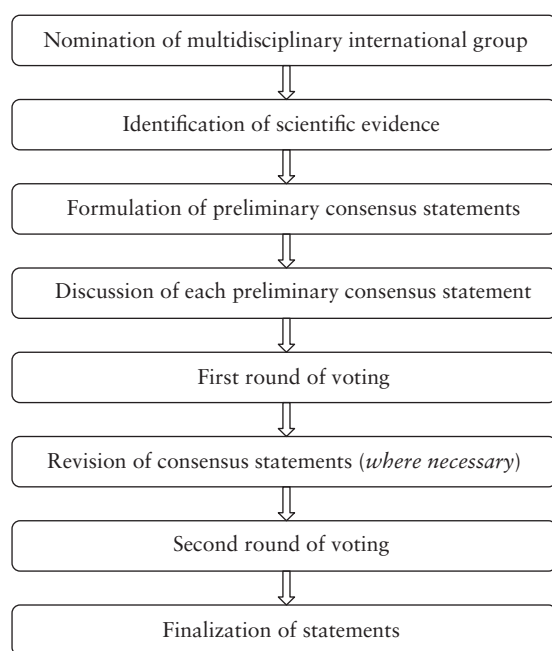 Nomination of multidisciplinary international group
Identification of scientific evidence
Formulation of preliminary consensus statements
Discussion of each preliminary consensus statement
First round of voting
Revision of consensus statements (where necessary)
Second round of voting
Finalization of statements